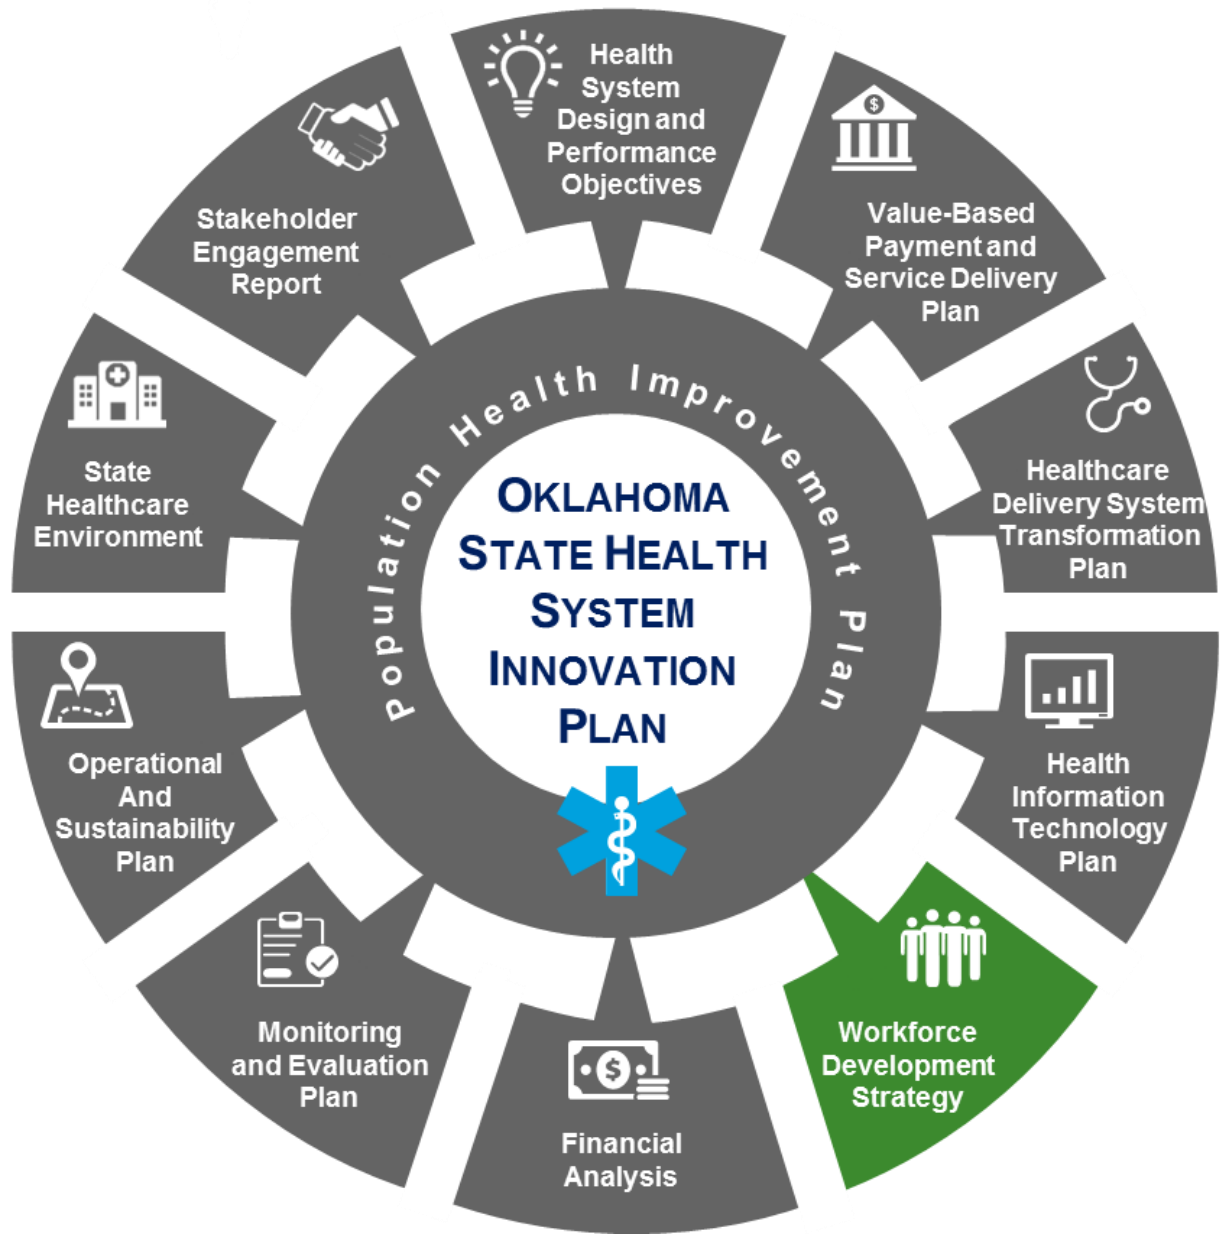 Health
System
Design and
Performance
Objectives
Value-Based
Payment and
Service Delivery
Plan
Healthcare
Delivery System
Transformation
Plan
Health
Information
Technology
Plan
Workforce
Development
Strategy
Financial
Analysis
Monitoring
and Evaluation
Plan
Operational
And
Sustainability
Plan
State
Healthcare
Environment
Stakeholder
Engagement
Report
Population Health Improvement Plan
OKLAHOMA
STATE HEALTH
SYSTEM
INNOVATION
PLAN
$
$